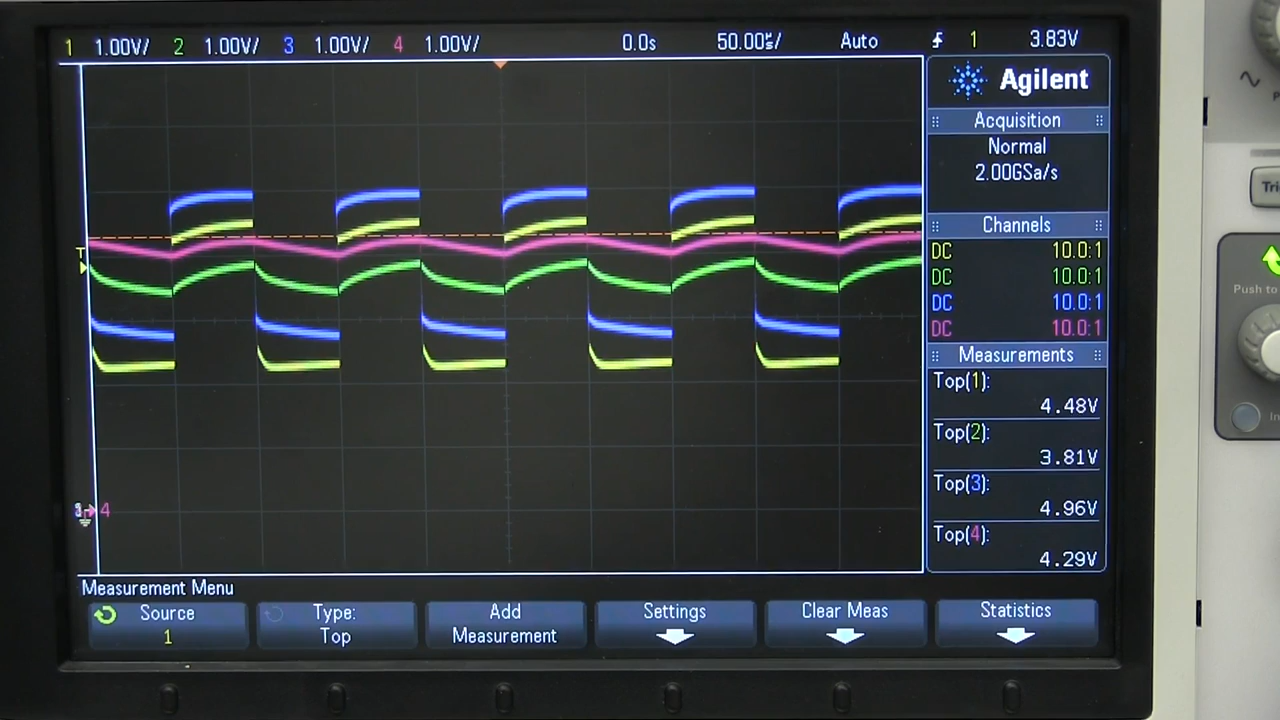 1 1.00V/ 2 1.00V/ 3 1.00V/ 4 1.00V/ 0.0s 50.00㎲/ Auto 1 3.83V
Agilent
Acquisition
Normal
2.00GSa/s
Channels
DC 10.0:1
DC 10.0:1
DC 10.0:1
DC 10.0:1
Measurements
Top(1):
4.48V
Top(2):
3.81V
Top(3):
4.96V
Top(4):
4.29V
T
4
Measurement Menu
Source
1
Type:
Top
Add
Measurement
Settings
Clear Meas
Statistics
Push to